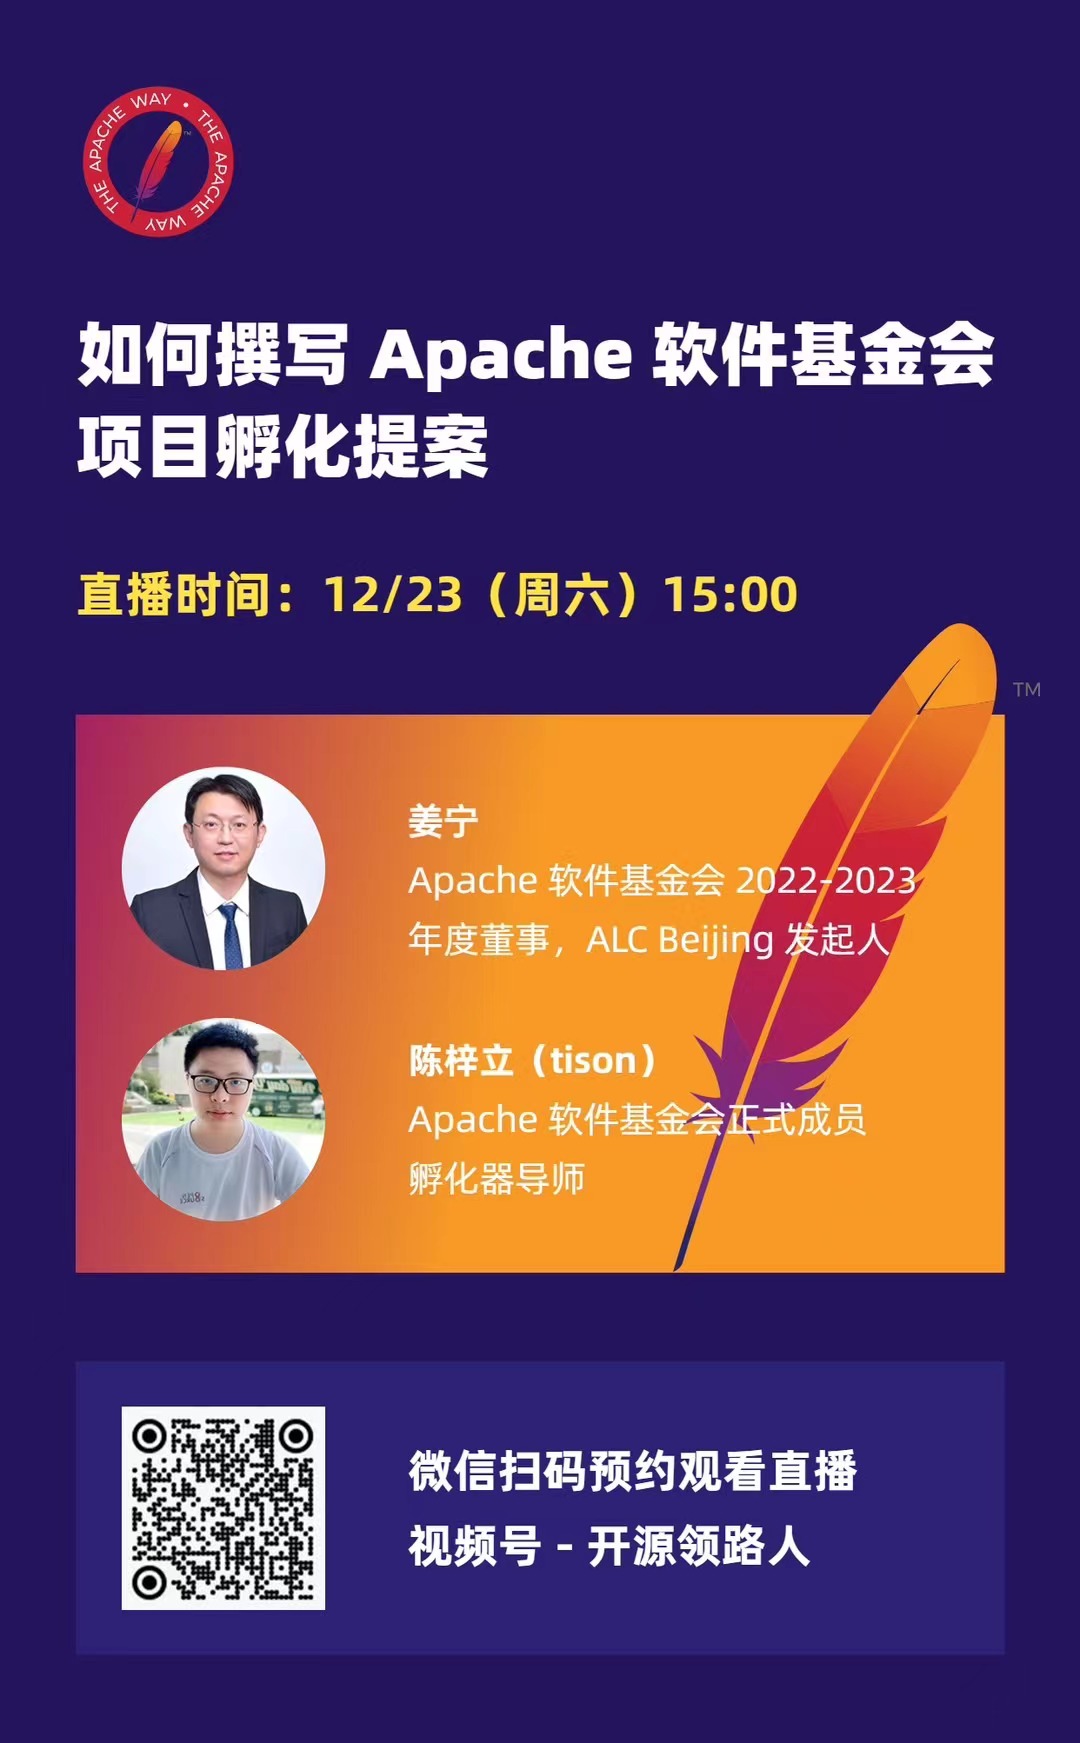 THE APACHE WAY • THE APACHE WAY
TM
如何撰写 Apache 软件基金会
项目孵化提案
直播时间：12/23（周六）15:00
TM
姜宁
Apache 软件基金会 2022-2023
年度董事，ALC Beijing 发起人
陈梓立（tison）
Apache 软件基金会正式成员
孵化器导师
微信扫码预约观看直播
视频号 - 开源领路人